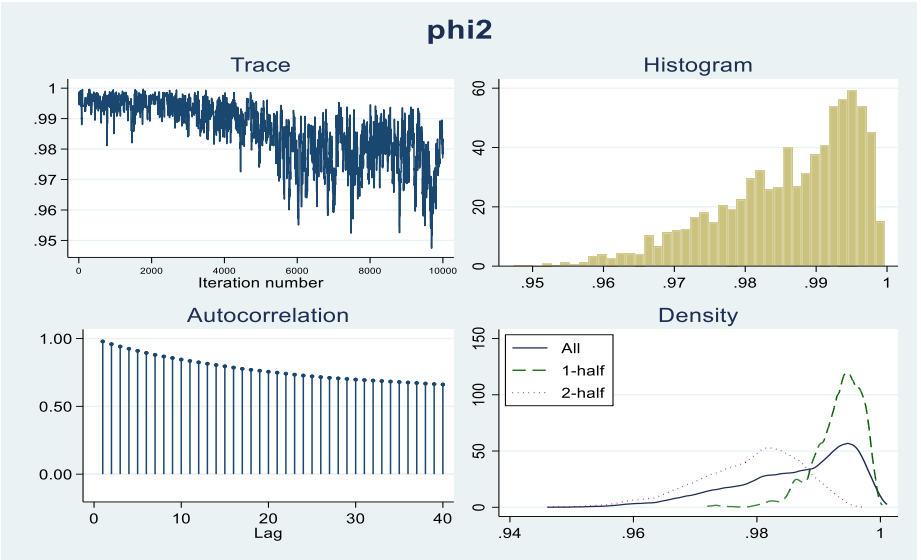 phi2
Trace
1
.99
.98
.97
.96
.95
0 2000 4000 6000 8000 10000
Iteration number
Histogram
60
40
20
0
.95 .96 .97 .98 .99 1
Autocorrelation
1.00
0.50
0.00
0 10 20 30 40
Lag
Density
150
100
50
0
All
1-half
2-half
.94 .96 .98 1